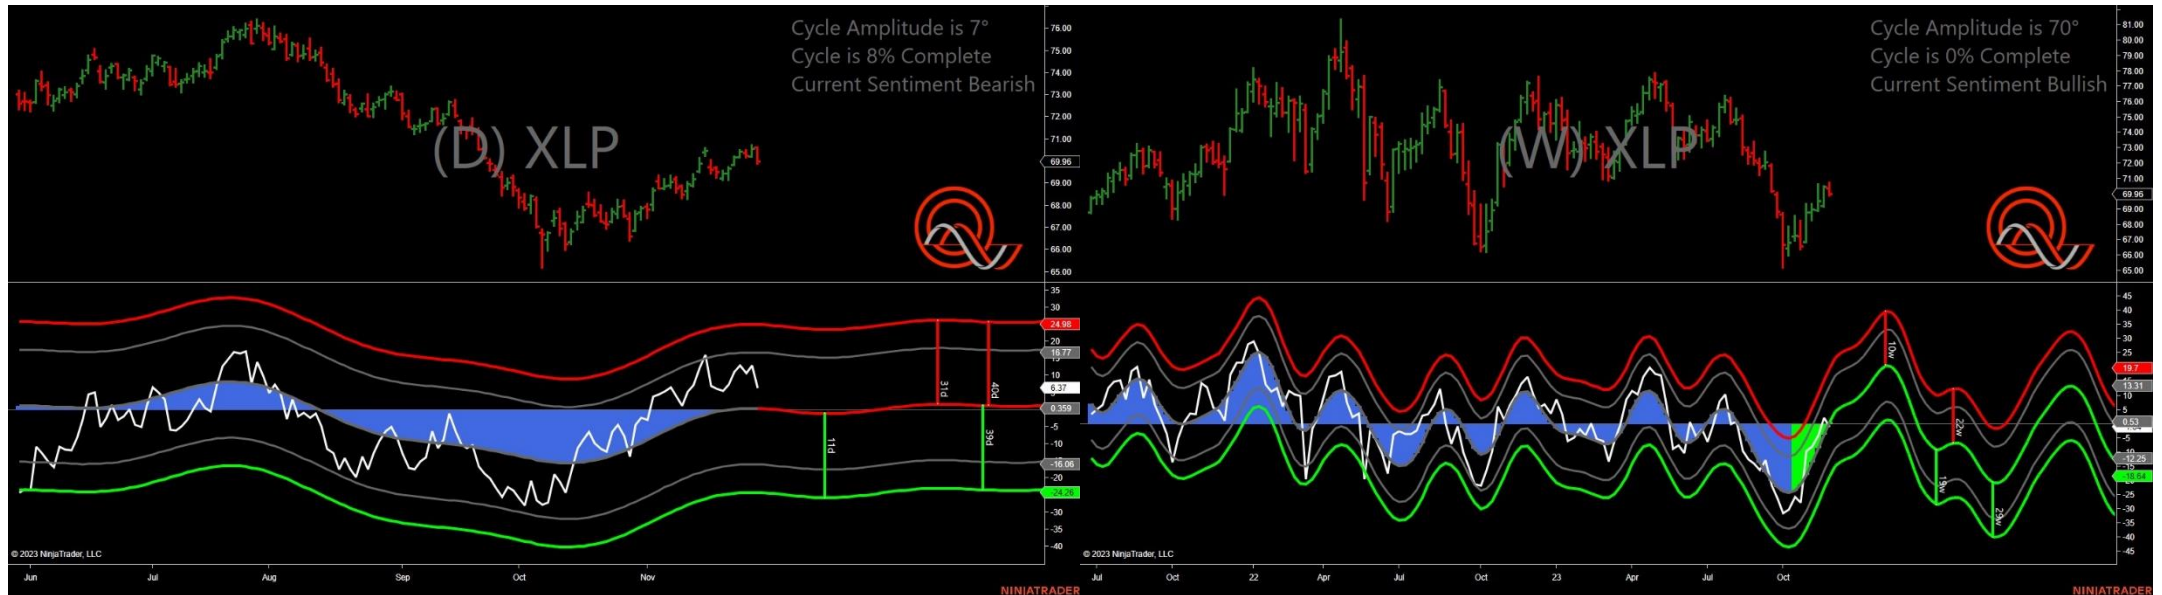 Cycle Amplitude is 7°
Cycle is 8% Complete
Current Sentiment Bearish
(D) XLP
76.00
75.00
74.00
73.00
72.00
71.00
69.96
69.00
68.00
67.00
66.00
65.00
35
30
24.98
20
16.77
10
6.37
0.359
-5
-10
-16.06
-24.26
-30
-35
-40
31d
40d
11d
39d
© 2023 NinjaTrader, LLC
Jun
Jul
Aug
Sep
Oct
Nov
NINJATRADER
Cycle Amplitude is 70°
Cycle is 0% Complete
Current Sentiment Bullish
(W) XLP
81.00
80.00
79.00
78.00
77.00
76.00
75.00
74.00
73.00
72.00
71.00
69.96
69.00
68.00
67.00
66.00
65.00
45
40
35
30
25
19.7
13.31
10
5
0.53
-5
-12.25
-15
-18.64
-25
-30
-35
-40
-45
10w
22w
19w
29w
© 2023 NinjaTrader, LLC
Jul
Oct
22
Apr
Jul
Oct
23
Apr
Jul
Oct
NINJATRADER